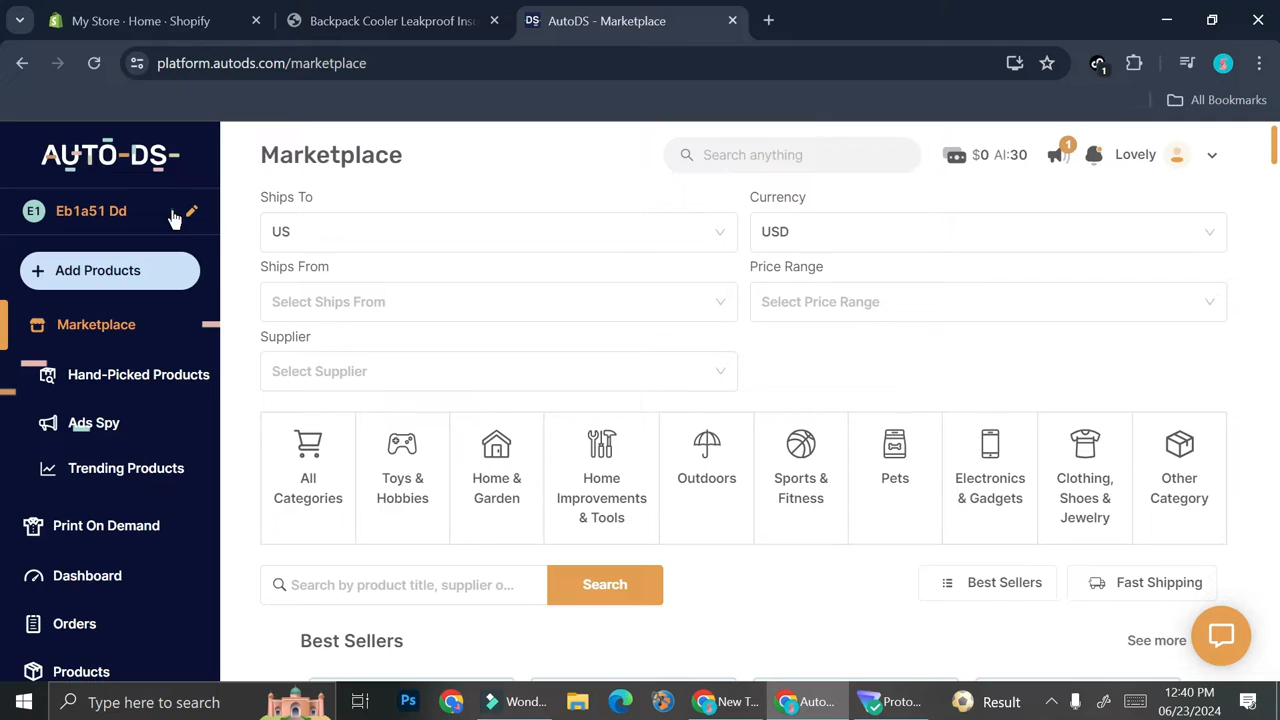 My Store · Home · Shopify
Backpack Cooler Leakproof Ins
DS AutoDS - Marketplace
platform.autods.com/marketplace
1
All Bookmarks
AUTO-DS
E1 Eb1a51 Dd
Add Products
Marketplace
Hand-Picked Products
Ads Spy
Trending Products
Print On Demand
Dashboard
Orders
Products
Marketplace
Search anything
$0 AI:30
1
Lovely
Ships To
Currency
US
USD
Ships From
Price Range
Select Ships From
Select Price Range
Supplier
Select Supplier
All
Categories
Toys &
Hobbies
Home &
Garden
Home
Improvements
& Tools
Outdoors
Sports &
Fitness
Pets
Electronics
& Gadgets
Clothing,
Shoes &
Jewelry
Other
Category
Search by product title, supplier o...
Search
Best Sellers
Fast Shipping
Best Sellers
See more
Type here to search
Ps
Wond...
New T...
Auto...
Proto...
Result
12:40 PM
06/23/2024